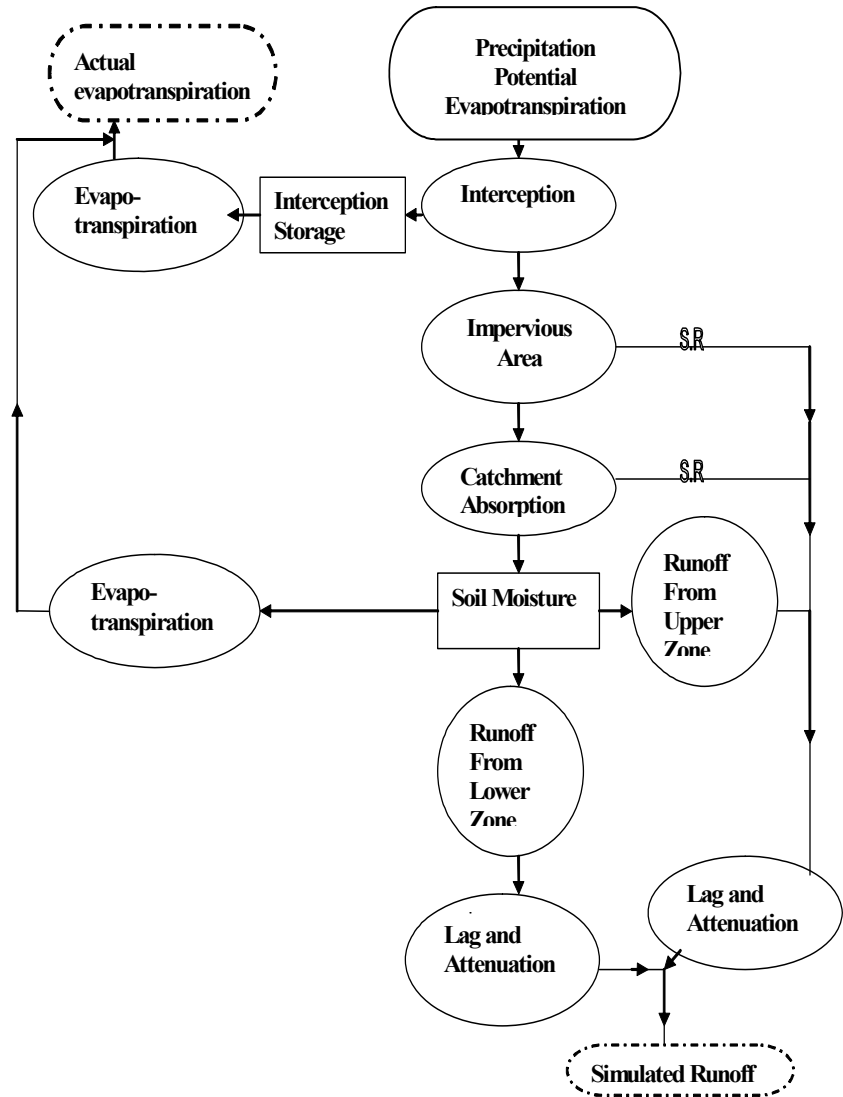 Actual
evapotranspiration
Precipitation
Potential
Evapotranspiration
Evapo-
transpiration
Interception
Storage
Interception
Impervious
Area
S.R
Catchment
Absorption
S.R
Evapo-
transpiration
Soil Moisture
Runoff
From
Upper
Zone
Runoff
From
Lower
Zone
Lag and
Attenuation
Lag and
Attenuation
Simulated Runoff